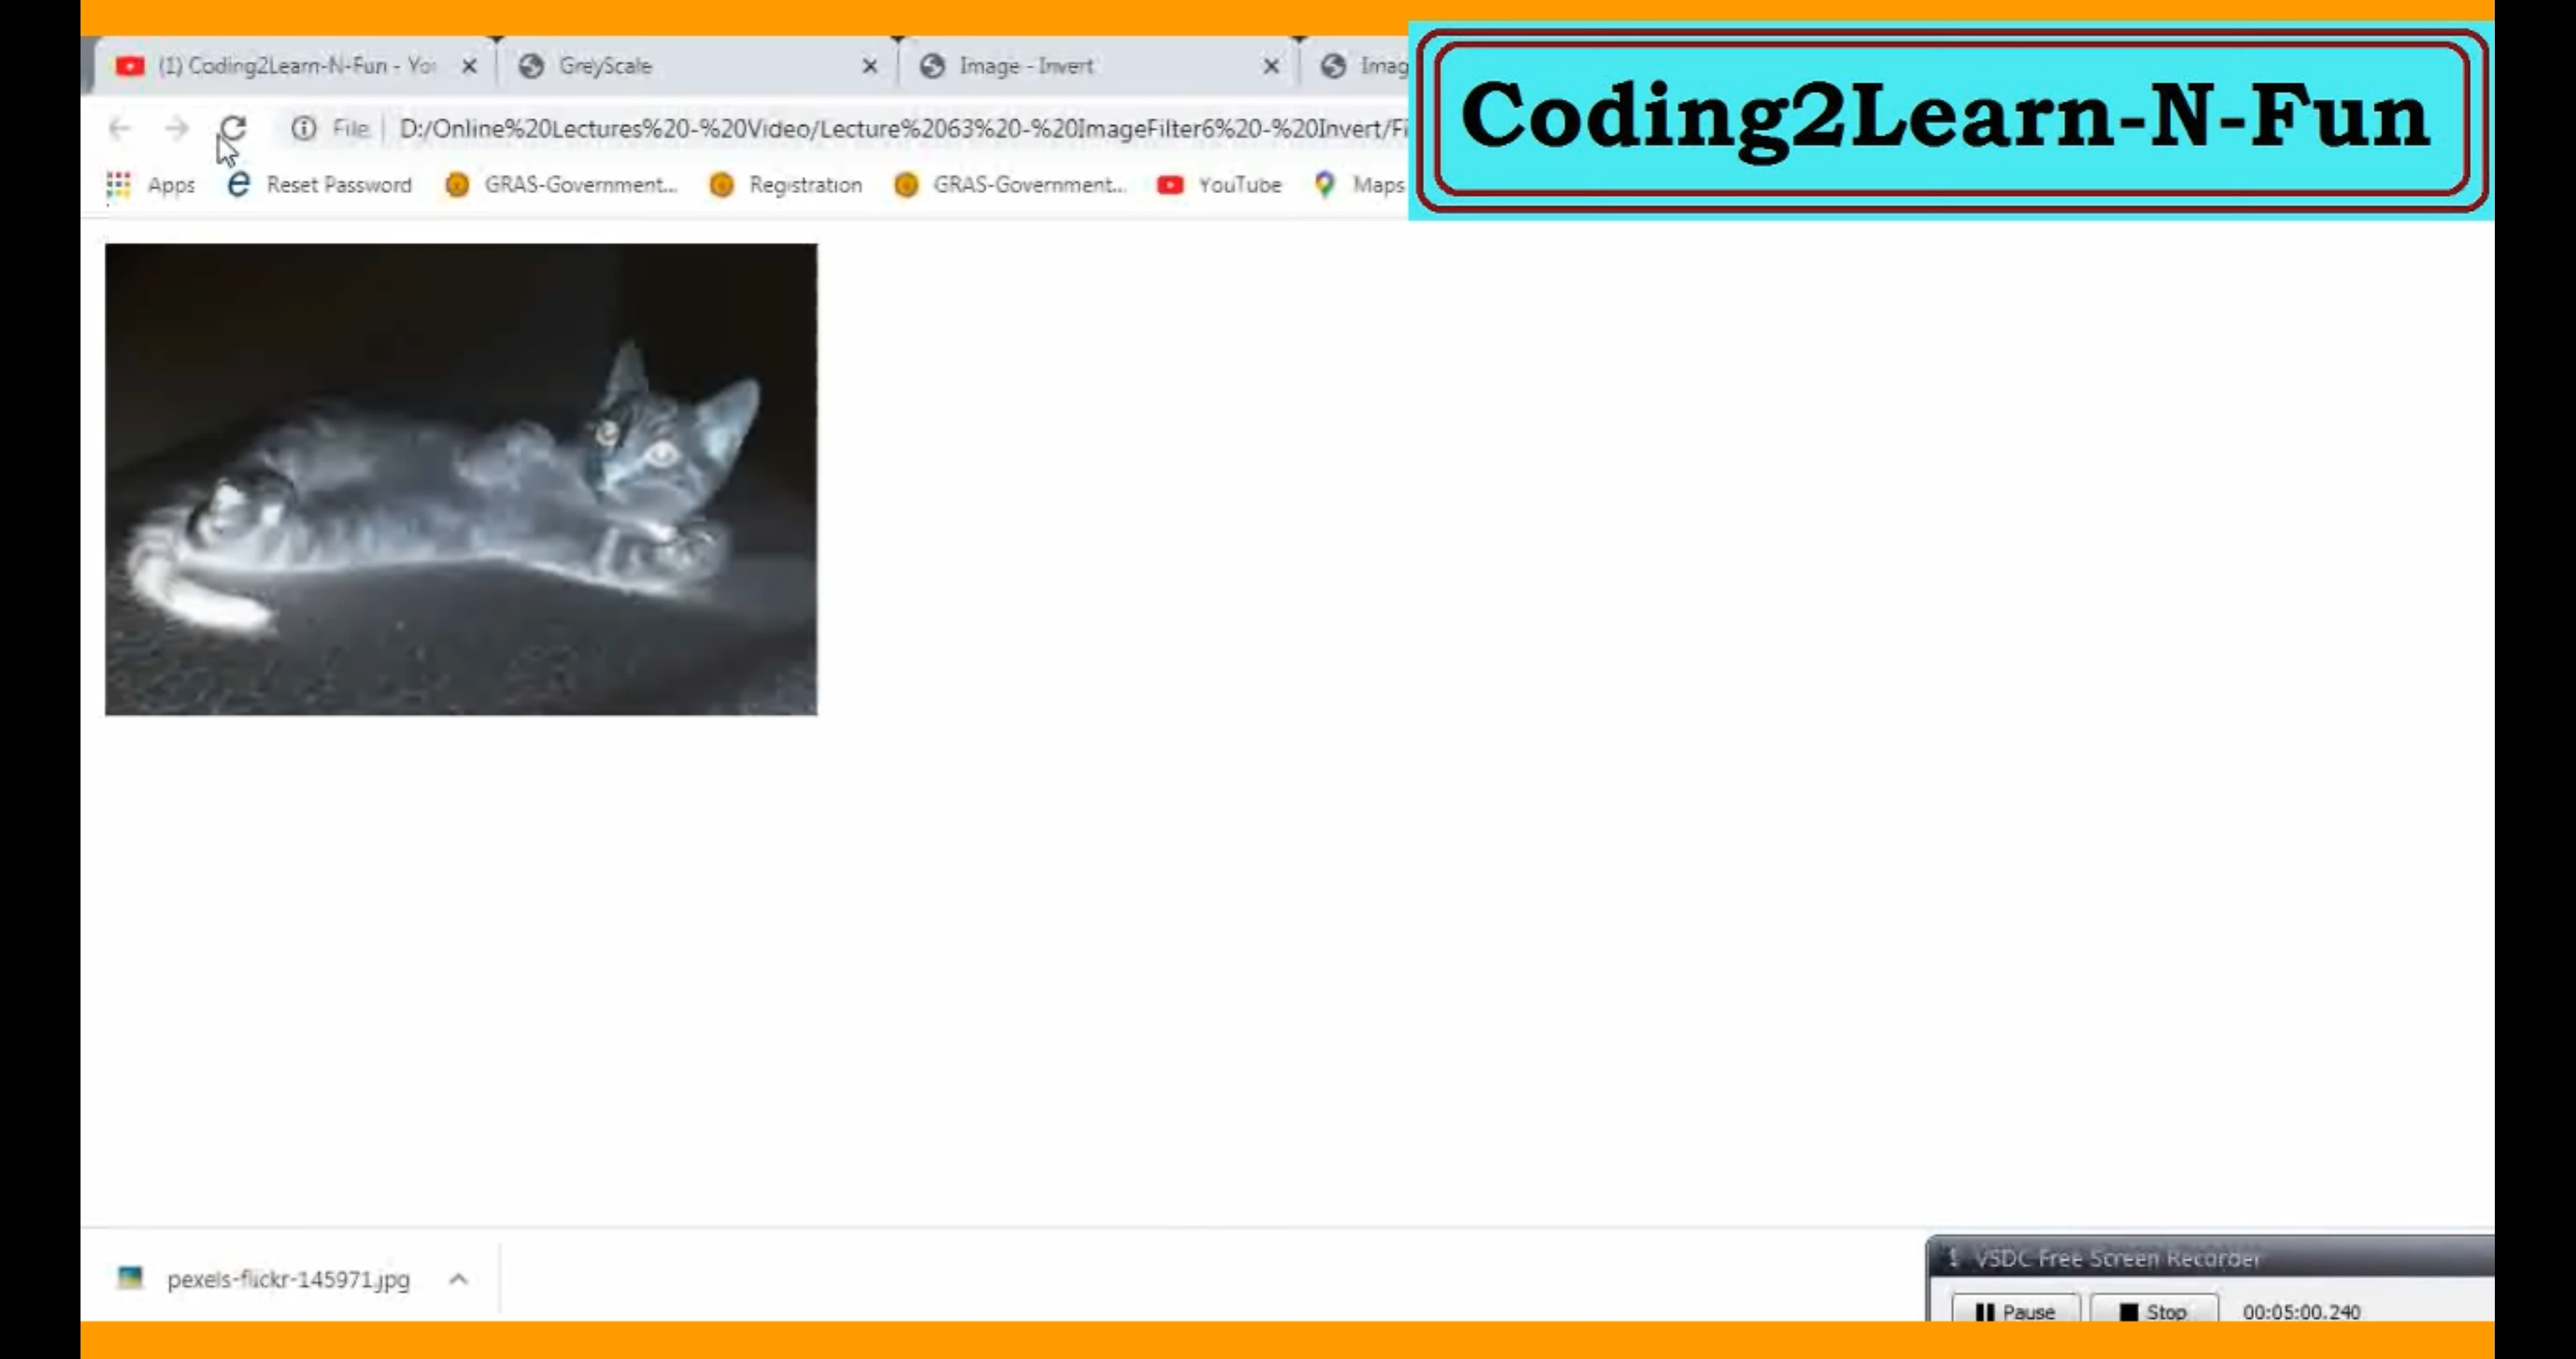 (1) Coding2Learn-N-Fun - Yo
GreyScale
Image - Invert
Imag
Coding2Learn-N-Fun
File
D:/Online%20Lectures%20-%20Video/Lecture%2063%20-%20ImageFilter6%20-%20Invert/Fi
Apps
Reset Password
GRAS-Government...
Registration
GRAS-Government...
YouTube
Maps
pexels-flickr-145971.jpg
VSDC Free Screen Recorder
Pause
Stop
00:05:00.240